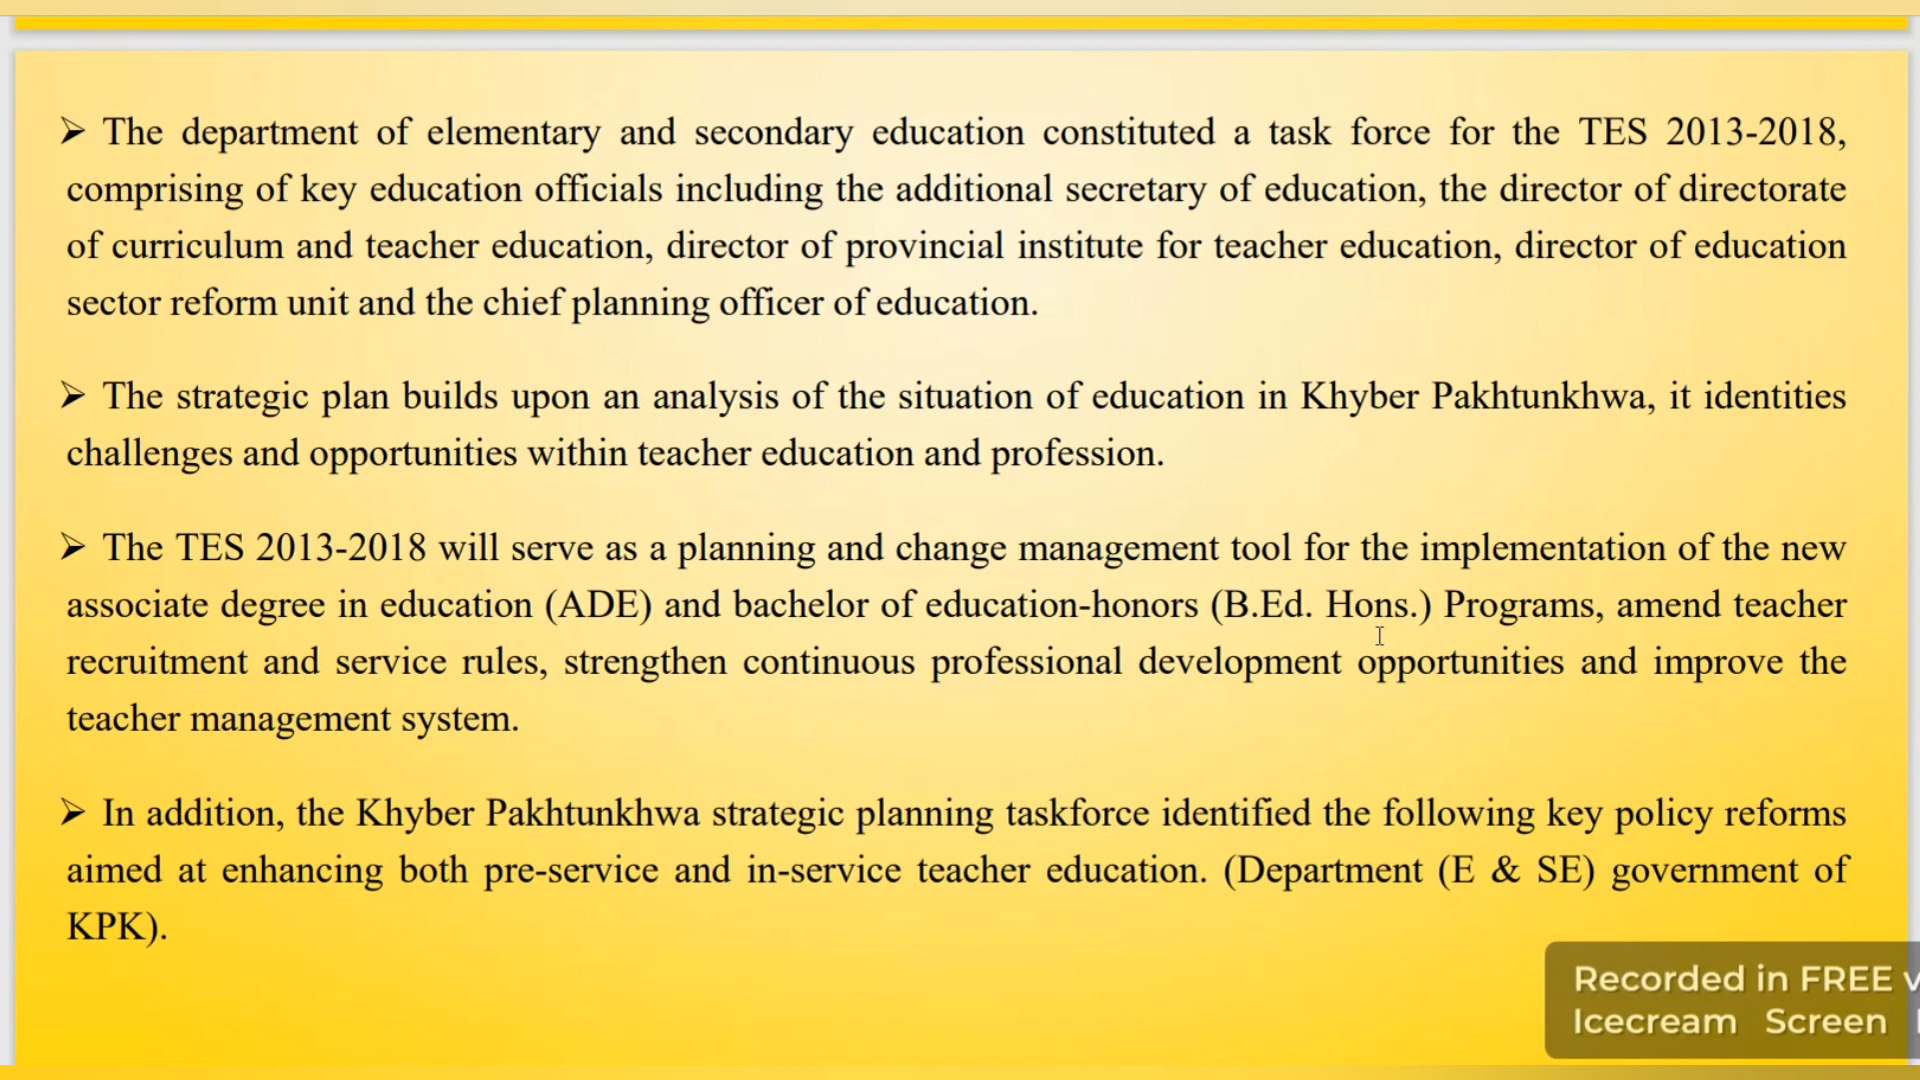 ➢ The department of elementary and secondary education constituted a task force for the TES 2013-2018,
comprising of key education officials including the additional secretary of education, the director of directorate
of curriculum and teacher education, director of provincial institute for teacher education, director of education
sector reform unit and the chief planning officer of education.
➢ The strategic plan builds upon an analysis of the situation of education in Khyber Pakhtunkhwa, it identities
challenges and opportunities within teacher education and profession.
➢ The TES 2013-2018 will serve as a planning and change management tool for the implementation of the new
associate degree in education (ADE) and bachelor of education-honors (B.Ed. Hons.) Programs, amend teacher
recruitment and service rules, strengthen continuous professional development opportunities and improve the
teacher management system.
➢ In addition, the Khyber Pakhtunkhwa strategic planning taskforce identified the following key policy reforms
aimed at enhancing both pre-service and in-service teacher education. (Department (E & SE) government of
KPK).
Recorded in FREE
Icecream Screen